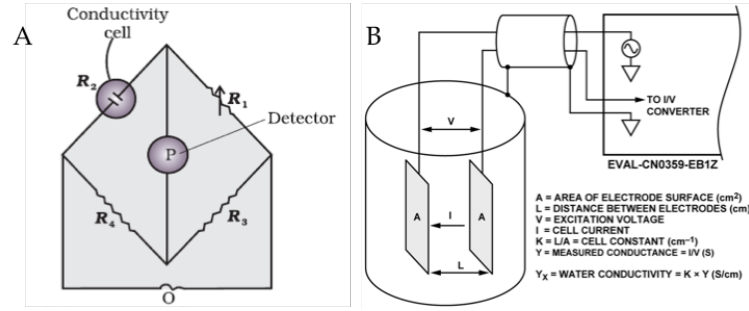 A
Conductivity
cell
R2
R1
Detector
P
R4
R3
O
B
V
TO I/V
CONVERTER
EVAL-CN0359-EB1Z
A
I
A
L
A = AREA OF ELECTRODE SURFACE (cm²)
L = DISTANCE BETWEEN ELECTRODES (cm)
V = EXCITATION VOLTAGE
I = CELL CURRENT
K = L/A = CELL CONSTANT (cm⁻¹)
Y = MEASURED CONDUCTANCE = I/V (S)
YX = WATER CONDUCTIVITY = K × Y (S/cm)